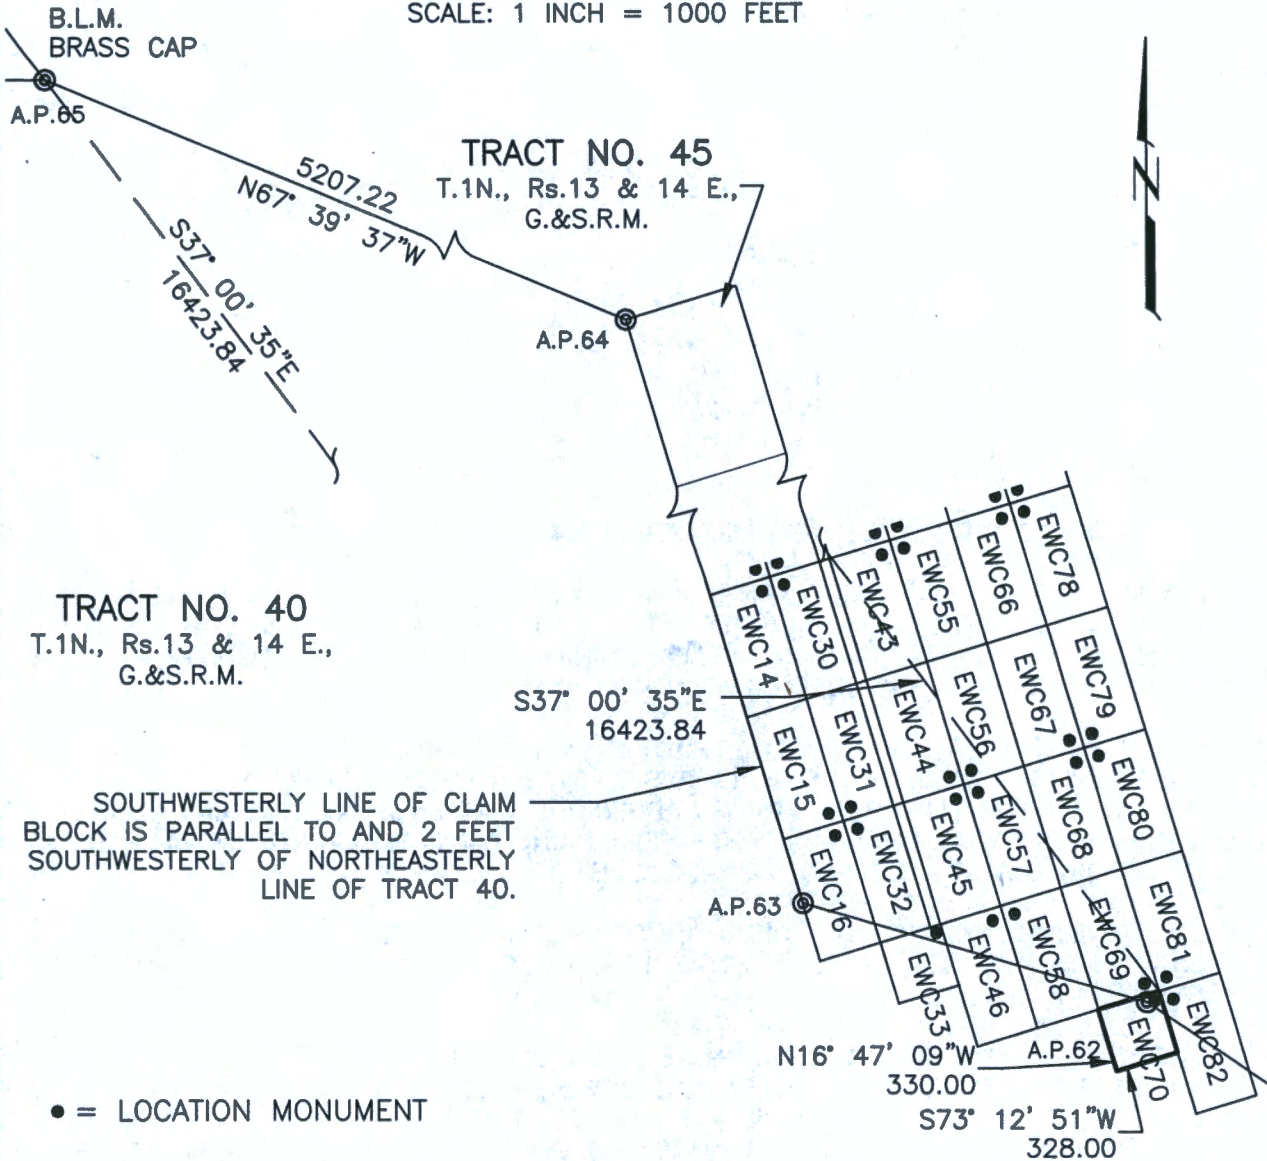 SCALE: 1 INCH = 1000 FEET
B.L.M.
BRASS CAP
A.P.65
5207.22
N67° 39' 37"W
TRACT NO. 45
T.1N., Rs.13 & 14 E.,
G.&S.R.M.
N
S37° 00' 35"E
16423.84
A.P.64
TRACT NO. 40
T.1N., Rs.13 & 14 E.,
G.&S.R.M.
EWC14
EWC30
EWC43
EWC55
EWC66
EWC78
S37° 00' 35"E
16423.84
EWC15
EWC31
EWC44
EWC56
EWC67
EWC79
SOUTHWESTERLY LINE OF CLAIM
BLOCK IS PARALLEL TO AND 2 FEET
SOUTHWESTERLY OF NORTHEASTERLY
LINE OF TRACT 40.
EWC16
EWC32
EWC45
EWC57
EWC68
EWC80
A.P.63
EWC33
EWC46
EWC58
EWC69
EWC81
N16° 47' 09"W
330.00
A.P.62
EWC70
EWC82
S73° 12' 51"W
328.00
● = LOCATION MONUMENT